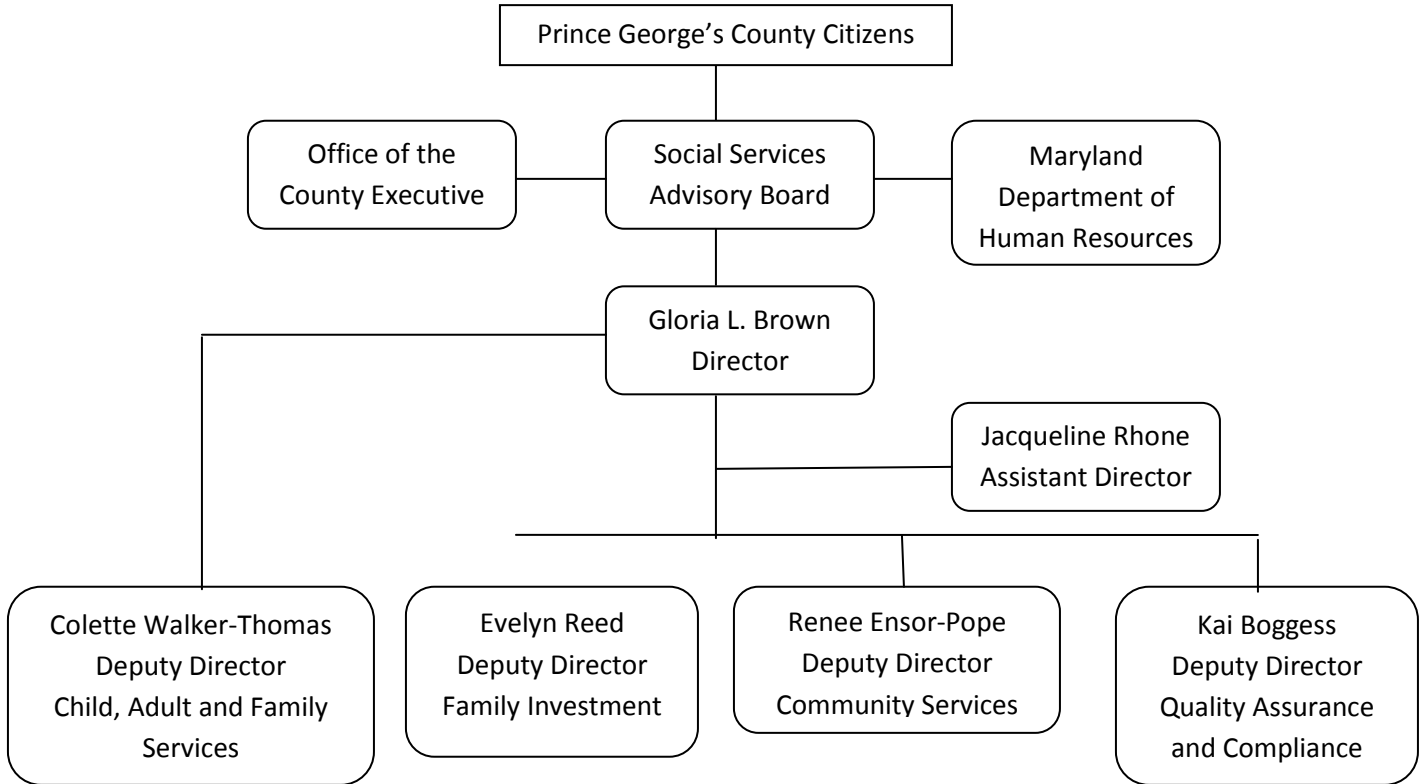 Prince George’s County Citizens
Office of the
County Executive
Social Services
Advisory Board
Maryland
Department of
Human Resources
Gloria L. Brown
Director
Jacqueline Rhone
Assistant Director
Colette Walker-Thomas
Deputy Director
Child, Adult and Family
Services
Evelyn Reed
Deputy Director
Family Investment
Renee Ensor-Pope
Deputy Director
Community Services
Kai Boggess
Deputy Director
Quality Assurance
and Compliance